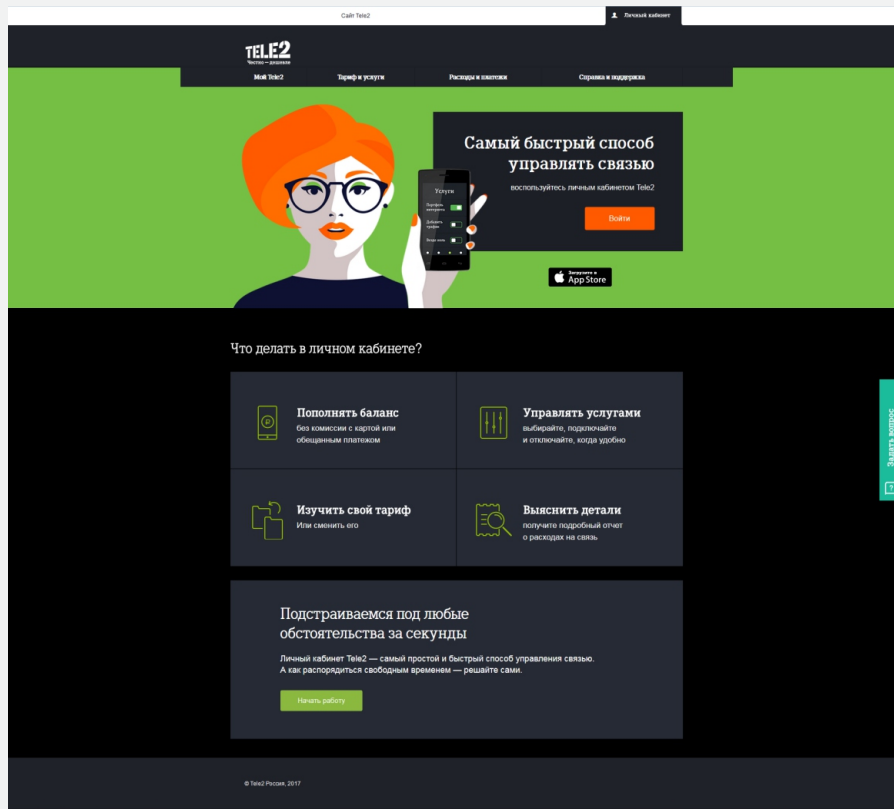 Сайт Tele2
Личный кабинет
TELE2
Честно — дешевле
Мой Tele2
Тариф и услуги
Расходы и платежи
Справка и поддержка
Самый быстрый способ
управлять связью
воспользуйтесь личным кабинетом Tele2
Войти
Услуги
Добавить
трафик
Загрузите в
App Store
Что делать в личном кабинете?
Пополнять баланс
без комиссии с картой или
обещанным платежом
Управлять услугами
выбирайте, подключайте
и отключайте, когда удобно
Изучить свой тариф
Или сменить его
Выяснить детали
получите подробный отчет
о расходах на связь
Задать вопрос
?
Подстраиваемся под любые
обстоятельства за секунды
Личный кабинет Tele2 — самый простой и быстрый способ управления связью.
А как распорядиться свободным временем — решайте сами.
Начать работу
© Tele2 Россия, 2017